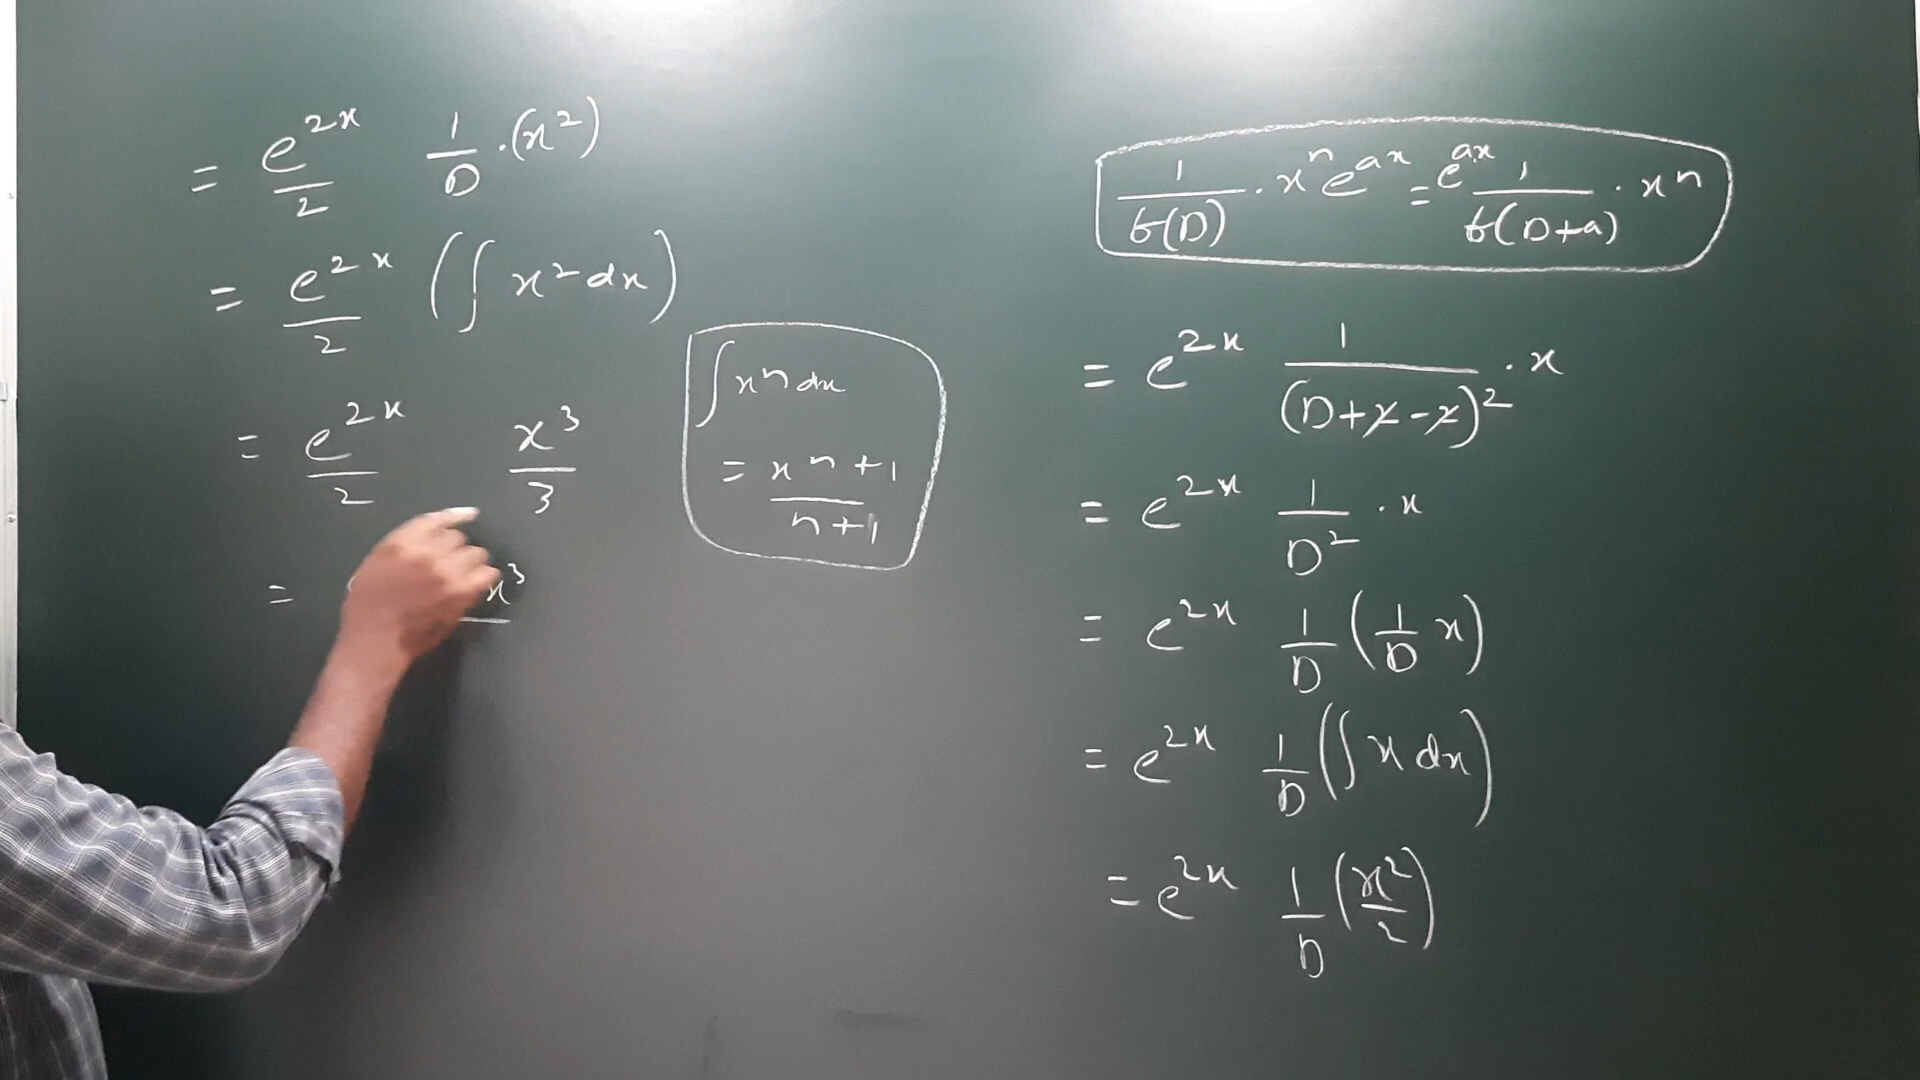 = e^{2x}/2 1/D · (x²)
= e^{2x}/2 (∫ x² dx)
= e^{2x}/2 x³/3
= x³
∫ xⁿ dx
= x^{n+1}/n+1
1/f(D) · xⁿ e^{ax} = e^{ax} 1/f(D+a) · xⁿ
= e^{2x} 1/(D+2-2)² · x
= e^{2x} 1/D² · x
= e^{2x} 1/D (1/D x)
= e^{2x} 1/D (∫ x dx)
= e^{2x} 1/D (x²/2)